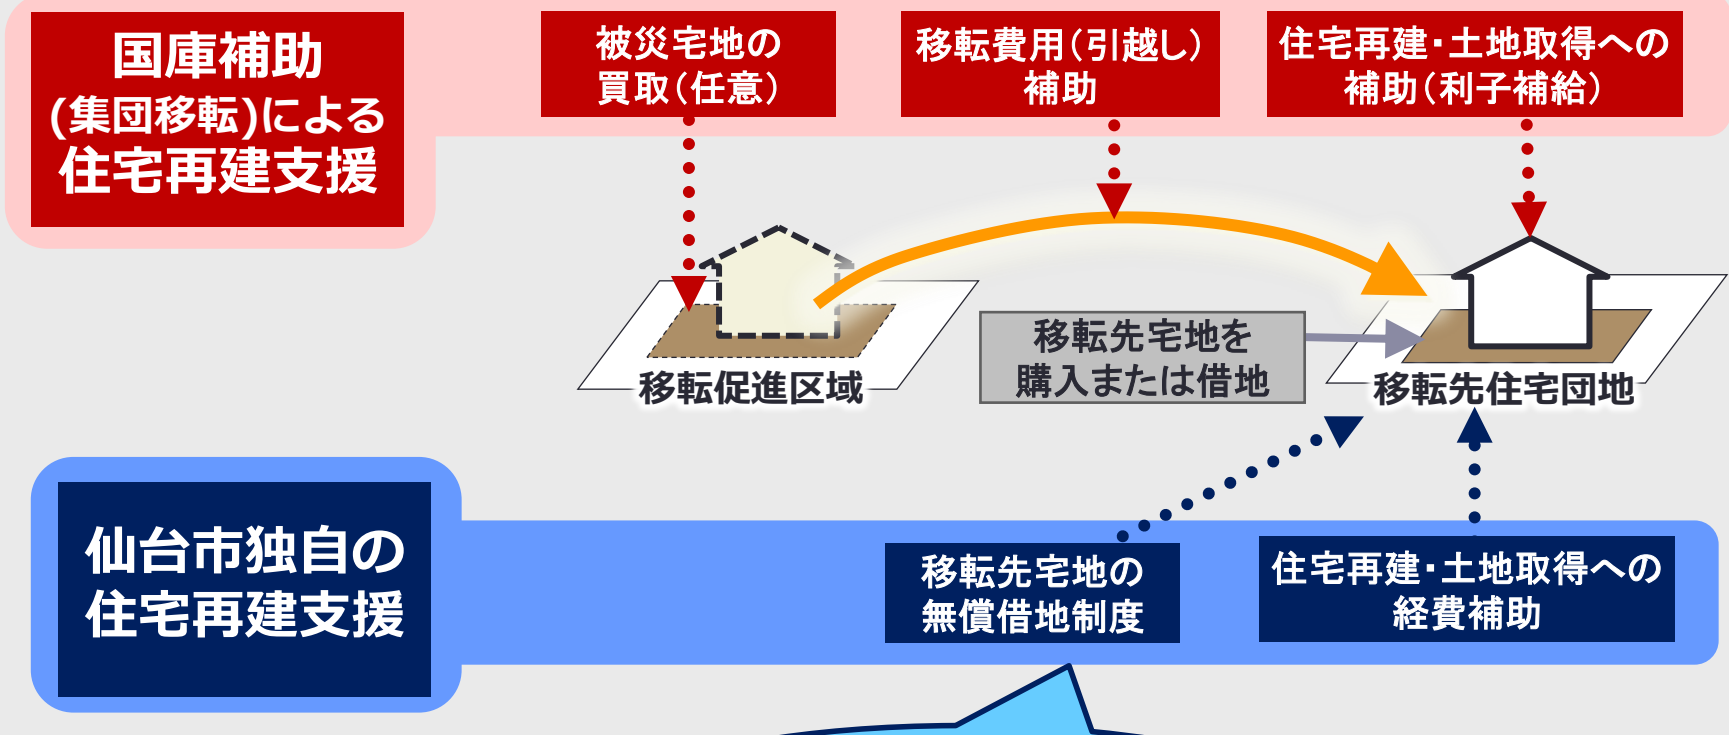 国庫補助
(集団移転)による
住宅再建支援
被災宅地の
買取(任意)
移転費用(引越し)
補助
住宅再建・土地取得への
補助(利子補給)
移転促進区域
移転先宅地を
購入または借地
移転先住宅団地
仙台市独自の
住宅再建支援
移転先宅地の
無償借地制度
住宅再建・土地取得への
経費補助